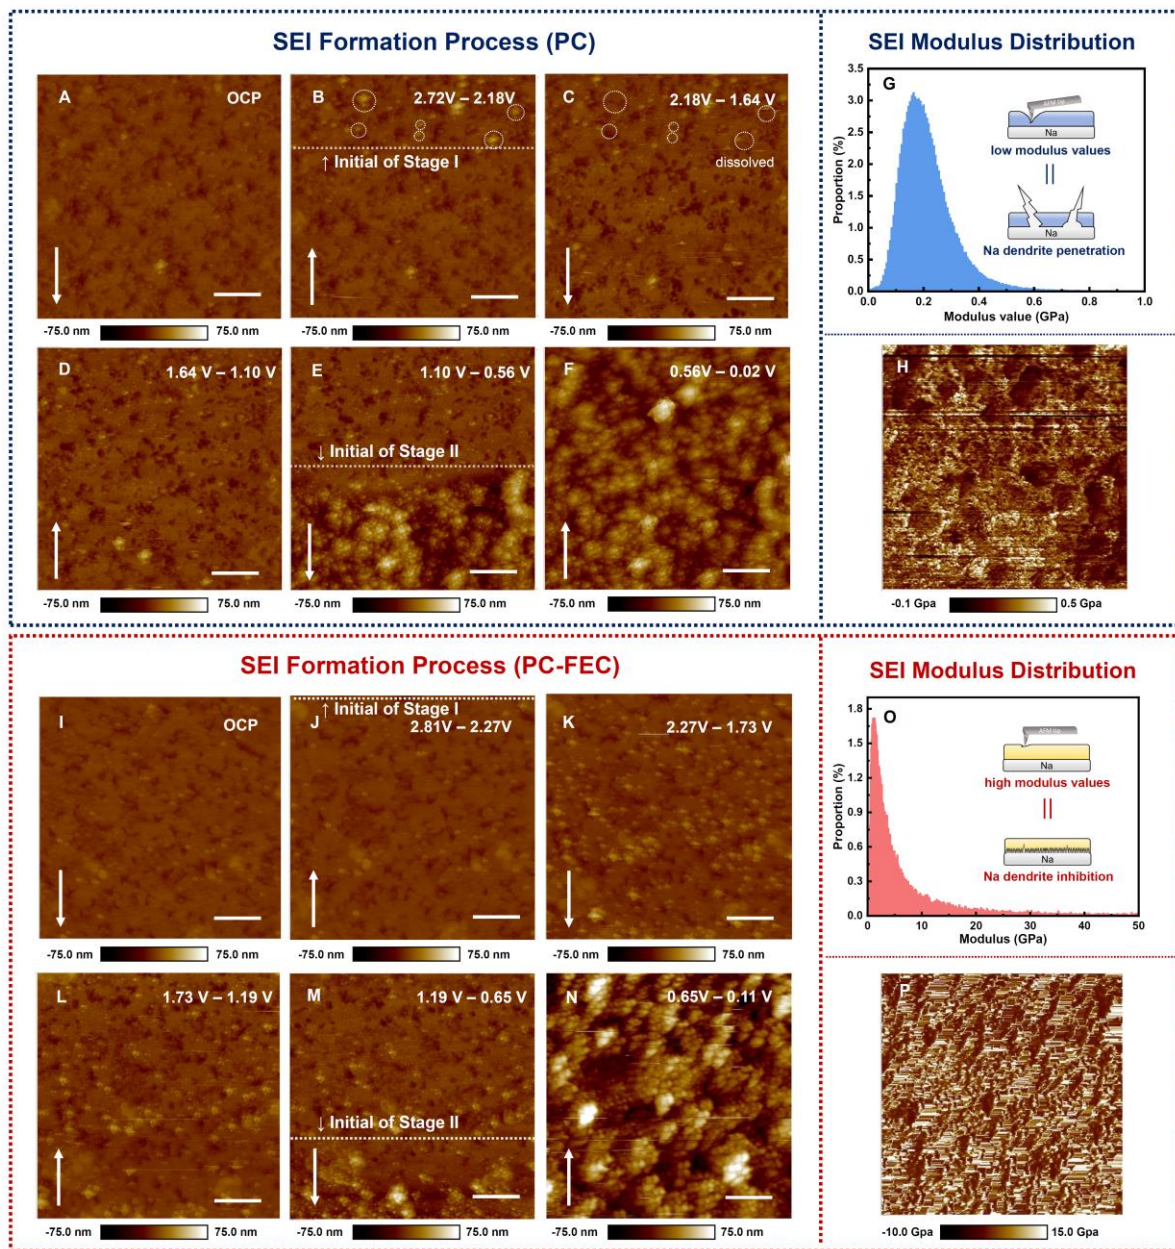 SEI Formation Process (PC)
A
OCP
B
2.72V – 2.18V
↑ Initial of Stage I
C
2.18V – 1.64 V
dissolved
-75.0 nm
75.0 nm
-75.0 nm
75.0 nm
-75.0 nm
75.0 nm
D
1.64 V – 1.10 V
E
1.10 V – 0.56 V
↓ Initial of Stage II
F
0.56V – 0.02 V
-75.0 nm
75.0 nm
-75.0 nm
75.0 nm
-75.0 nm
75.0 nm
SEI Modulus Distribution
G
Proportion (%)
3.5
3.0
2.5
2.0
1.5
1.0
0.5
0.0
0.0
0.2
0.4
0.6
0.8
1.0
Modulus value (GPa)
AFM tip
Na
low modulus values
Na
Na dendrite penetration
H
-0.1 Gpa
0.5 Gpa
SEI Formation Process (PC-FEC)
I
OCP
J
↑ Initial of Stage I
2.81V – 2.27V
K
2.27V – 1.73 V
-75.0 nm
75.0 nm
-75.0 nm
75.0 nm
-75.0 nm
75.0 nm
L
1.73 V – 1.19 V
M
1.19 V – 0.65 V
↓ Initial of Stage II
N
0.65V – 0.11 V
-75.0 nm
75.0 nm
-75.0 nm
75.0 nm
-75.0 nm
75.0 nm
SEI Modulus Distribution
O
Proportion (%)
1.8
1.5
1.2
0.9
0.6
0.3
0.0
0
10
20
30
40
50
Modulus (GPa)
AFM tip
Na
high modulus values
Na
Na dendrite inhibition
P
-10.0 Gpa
15.0 Gpa